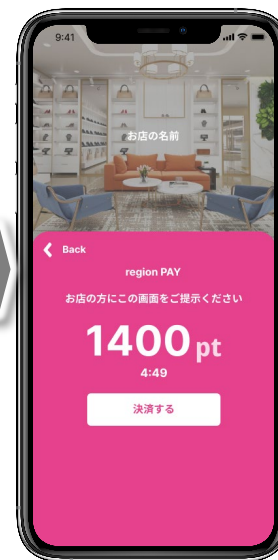 9:41
お店の名前
Back
region PAY
お店の方にこの画面をご提示ください
1400 pt
4:49
決済する